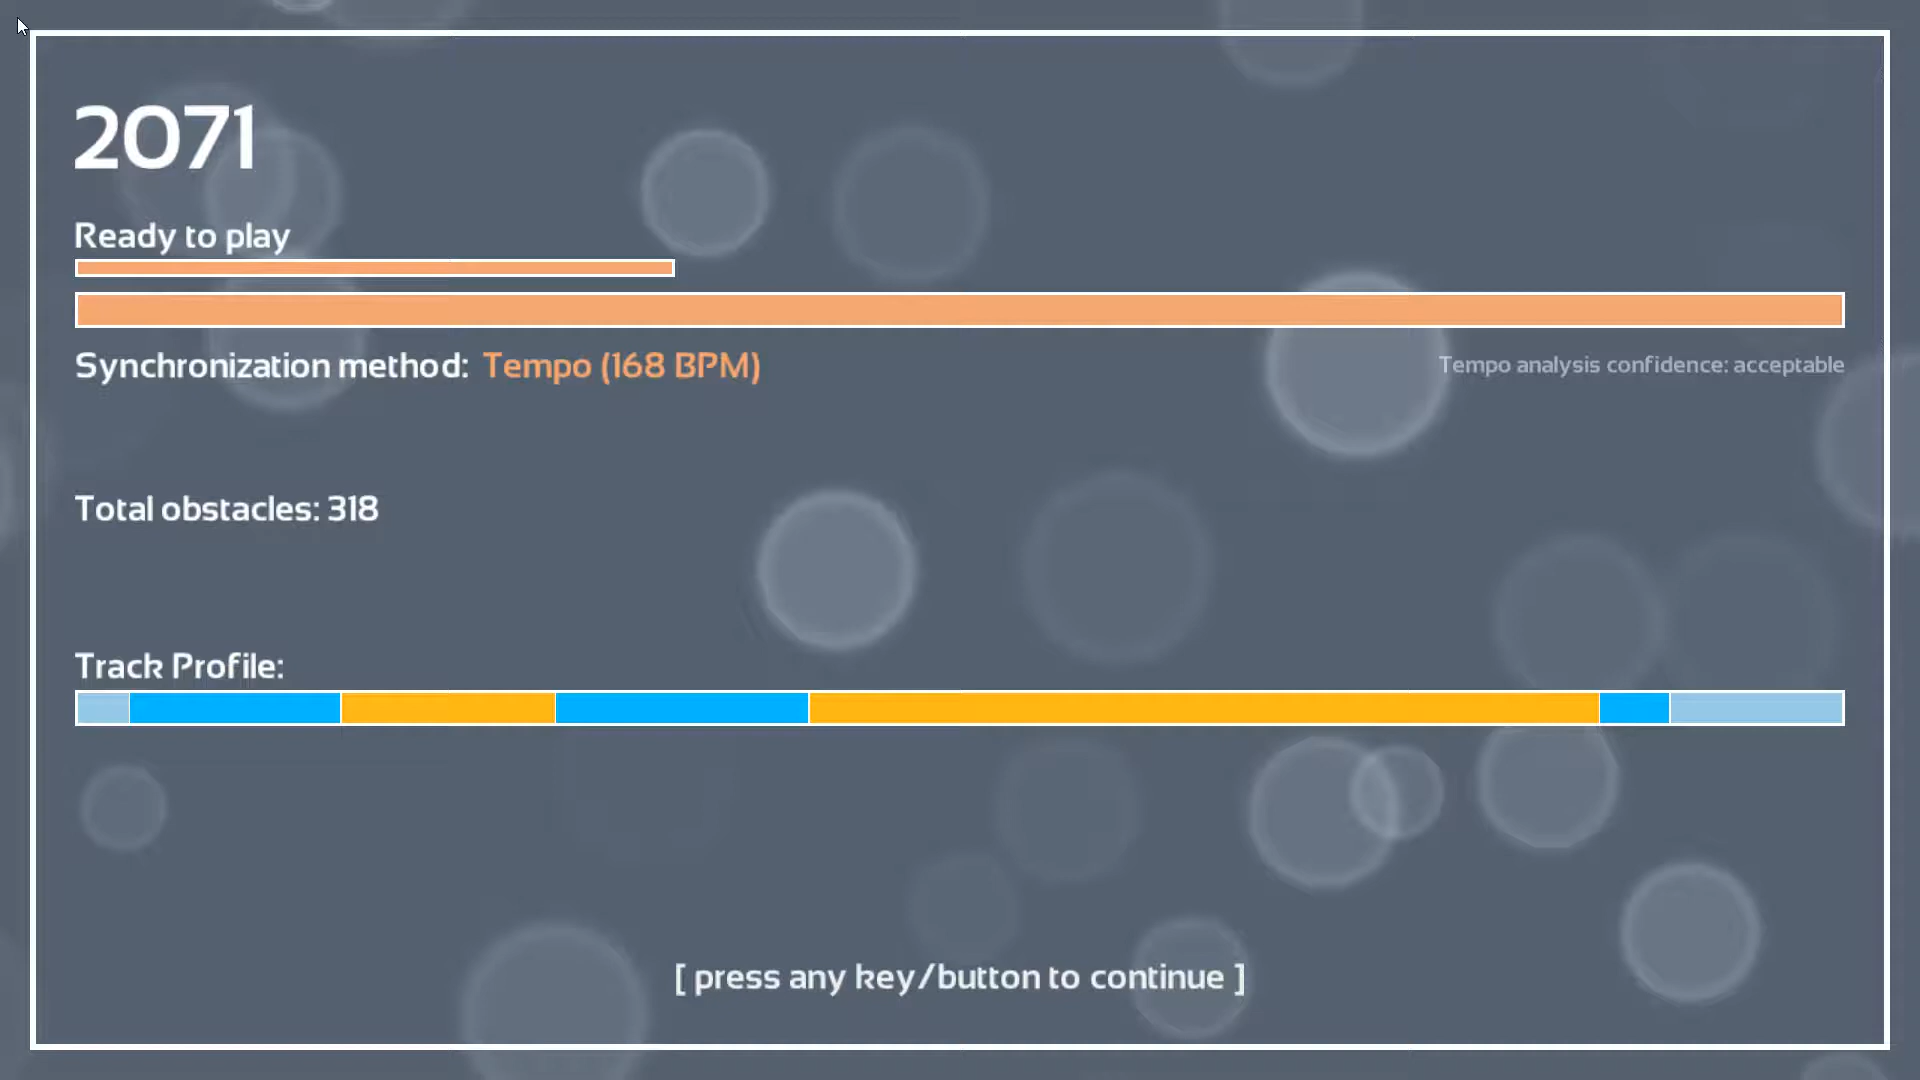 2071
Ready to play
Synchronization method: Tempo (168 BPM)
Tempo analysis confidence: acceptable
Total obstacles: 318
Track Profile:
[ press any key/button to continue ]